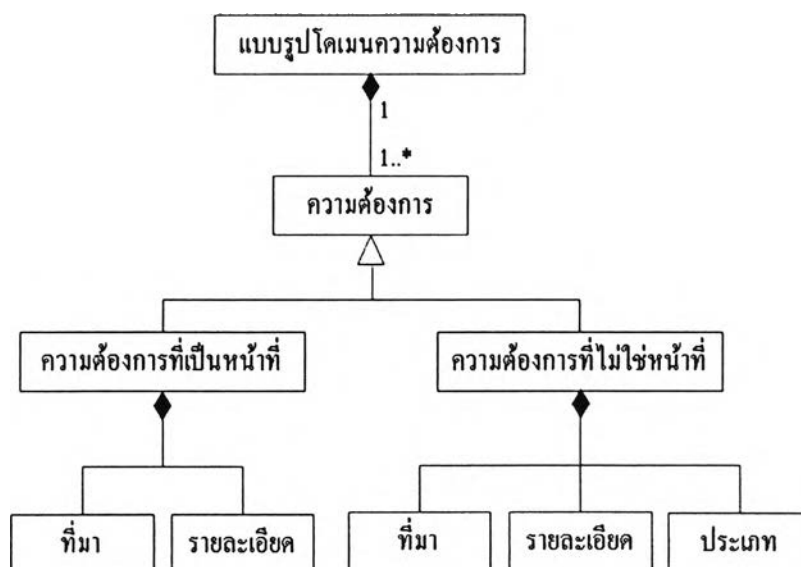 แบบรูปโดเมนความต้องการ
1
1..*
ความต้องการ
ความต้องการที่เป็นหน้าที่
ความต้องการที่ไม่ใช่หน้าที่
ที่มา
รายละเอียด
ที่มา
รายละเอียด
ประเภท